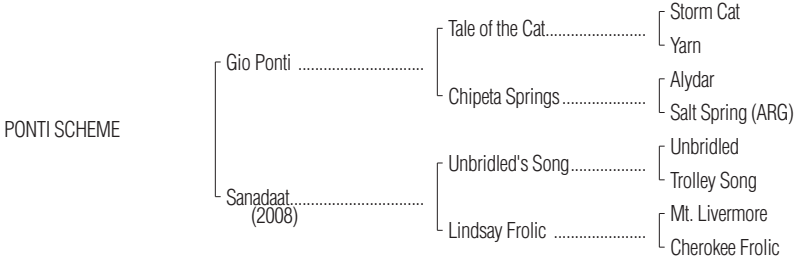 Storm Cat
Tale of the Cat........................
Yarn
Gio Ponti ..............................
Alydar
Chipeta Springs ....................
Salt Spring (ARG)
PONTI SCHEME
Unbridled
Unbridled's Song..................
Trolley Song
Sanadaat................................
(2008)
Mt. Livermore
Lindsay Frolic ......................
Cherokee Frolic